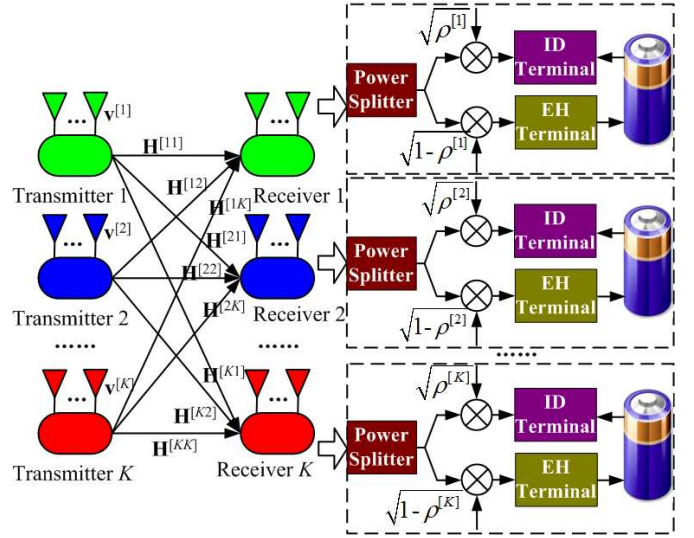 √ρ^[1]
Power Splitter
ID Terminal
EH Terminal
√1- ρ^[1]
... v^[1] ...
H^[11]
Transmitter 1
H^[12]
Receiver 1
H^[1K]
... v^[2] ...
H^[21]
H^[22]
Transmitter 2
H^[2K]
Receiver 2
√ρ^[2]
Power Splitter
ID Terminal
EH Terminal
√1- ρ^[2]
......
......
......
... v^[K] ...
H^[K1]
H^[K2]
H^[KK]
Transmitter K
Receiver K
√ρ^[K]
Power Splitter
ID Terminal
EH Terminal
√1- ρ^[K]